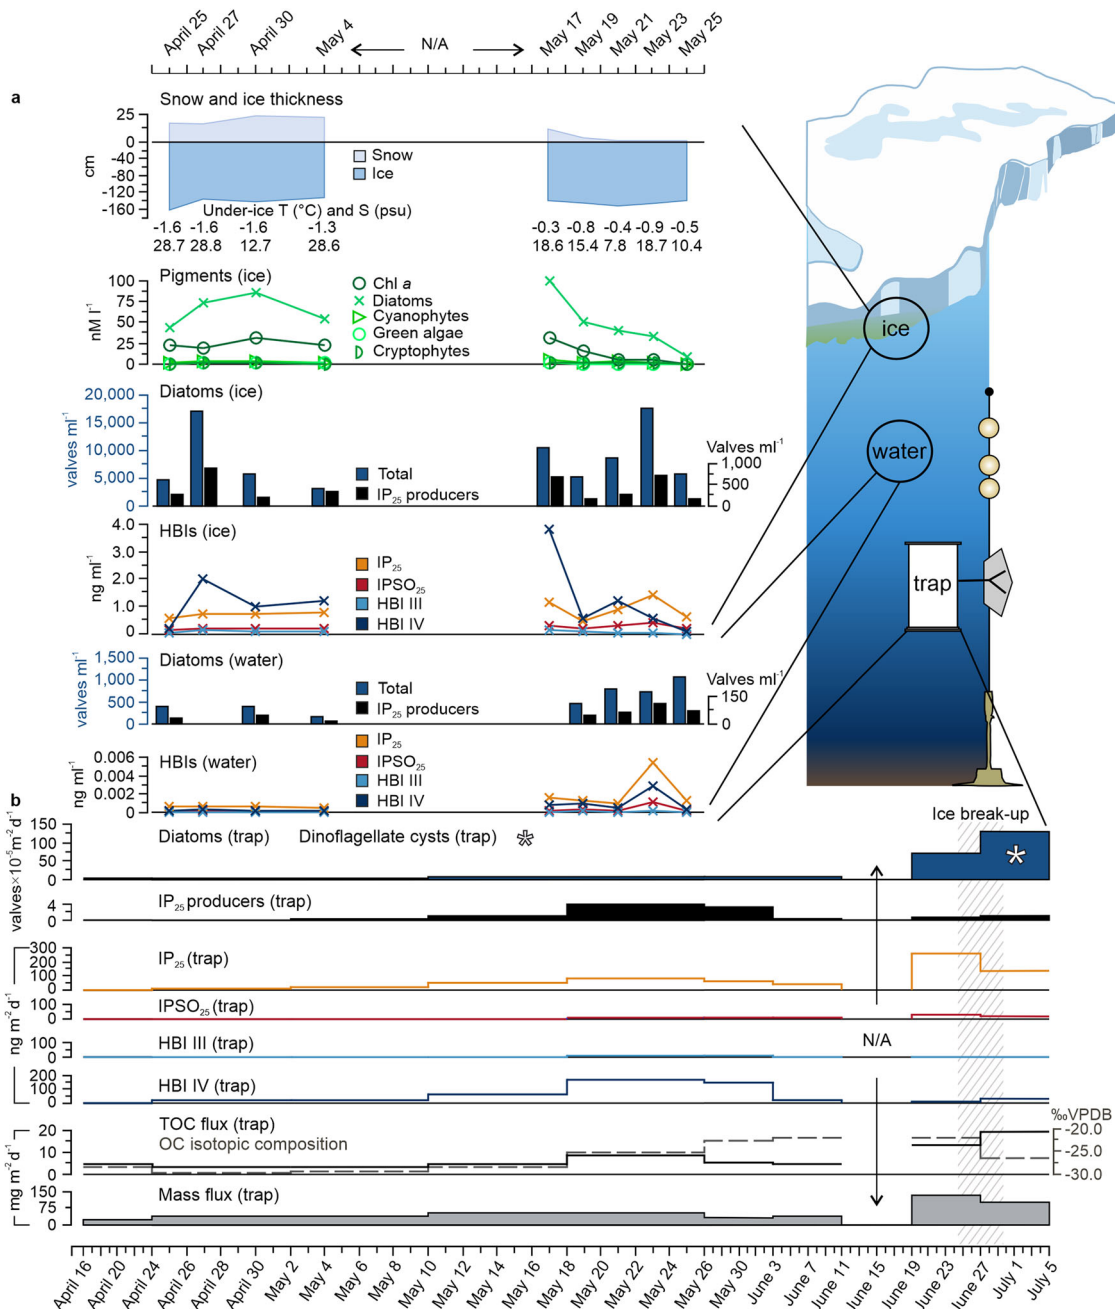 April 25
April 27
April 30
May 4
N/A
May 17
May 19
May 21
May 23
May 25
a
Snow and ice thickness
25
0
-40
-80
-120
-160
cm
Snow
Ice
Under-ice T (°C) and S (psu)
-1.6 -1.6 -1.6 -1.3 -0.3 -0.8 -0.4 -0.9 -0.5
28.7 28.8 12.7 28.6 18.6 15.4 7.8 18.7 10.4
Pigments (ice)
100
75
50
25
0
nM l⁻¹
Chl a
Diatoms
Cyanophytes
Green algae
Cryptophytes
ice
Diatoms (ice)
20,000
15,000
10,000
5,000
0
valves ml⁻¹
Total
IP₂₅ producers
Valves ml⁻¹
1,000
500
0
water
HBIs (ice)
4.0
3.0
2.0
1.0
0
ng ml⁻¹
IP₂₅
IPSO₂₅
HBI III
HBI IV
trap
Diatoms (water)
1,500
1,000
500
0
valves ml⁻¹
Total
IP₂₅ producers
Valves ml⁻¹
150
0
HBIs (water)
0.006
0.004
0.002
0
ng ml⁻¹
IP₂₅
IPSO₂₅
HBI III
HBI IV
b
Ice break-up
Diatoms (trap) Dinoflagellate cysts (trap) *
150
100
50
0
valves×10⁻⁵m⁻² d⁻¹
*
IP₂₅ producers (trap)
4
0
IP₂₅ (trap)
300
200
100
0
ng m⁻² d⁻¹
IPSO₂₅ (trap)
100
0
HBI III (trap)
100
0
N/A
HBI IV (trap)
200
100
0
TOC flux (trap)
OC isotopic composition
20
10
0
mg m⁻² d⁻¹
‰VPDB
-20.0
-25.0
-30.0
Mass flux (trap)
150
75
0
April 16
April 20
April 24
April 25
April 26
April 30
May 2
May 4
May 10
May 12
May 14
May 16
May 18
May 20
May 22
May 26
May 30
June 3
June 7
June 11
June 15
June 19
June 23
June 27
July 1
July 5